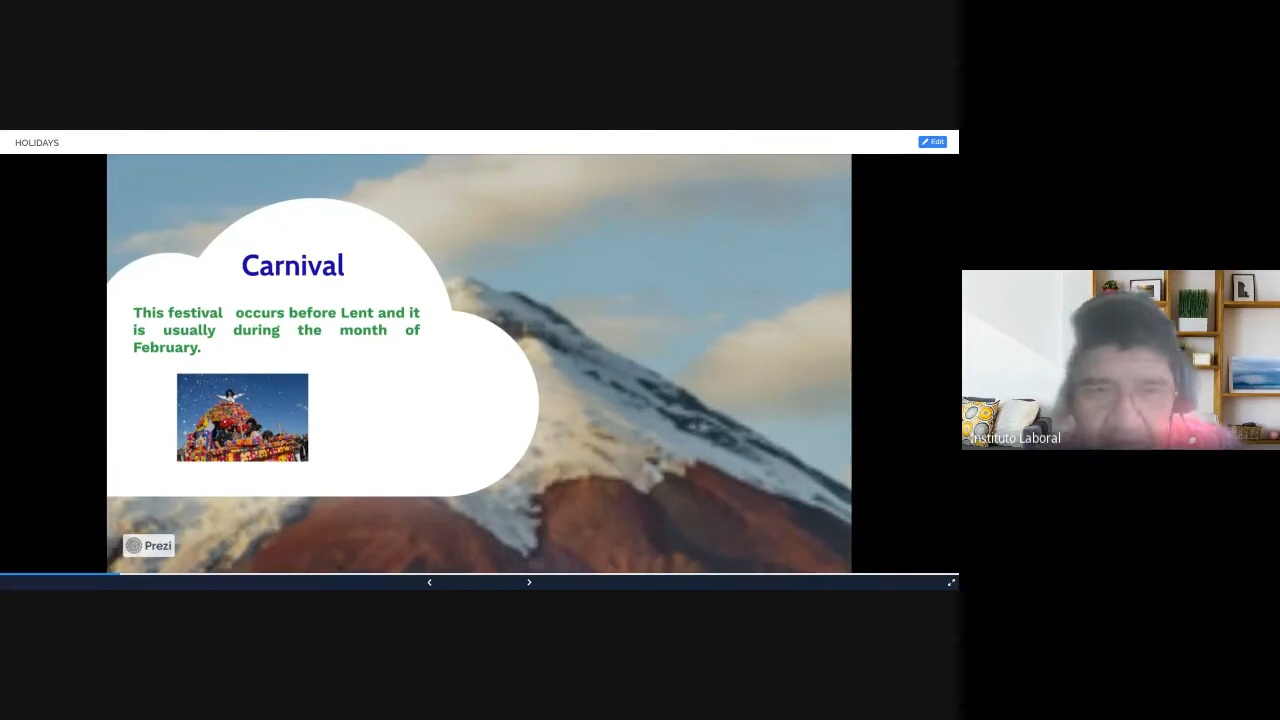 HOLIDAYS
Edit
Carnival
This festival occurs before Lent and it
is usually during the month of
February.
Prezi
Instituto Laboral